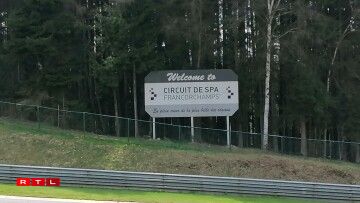 Welcome to
CIRCUIT DE SPA
FRANCORCHAMPS
RTL